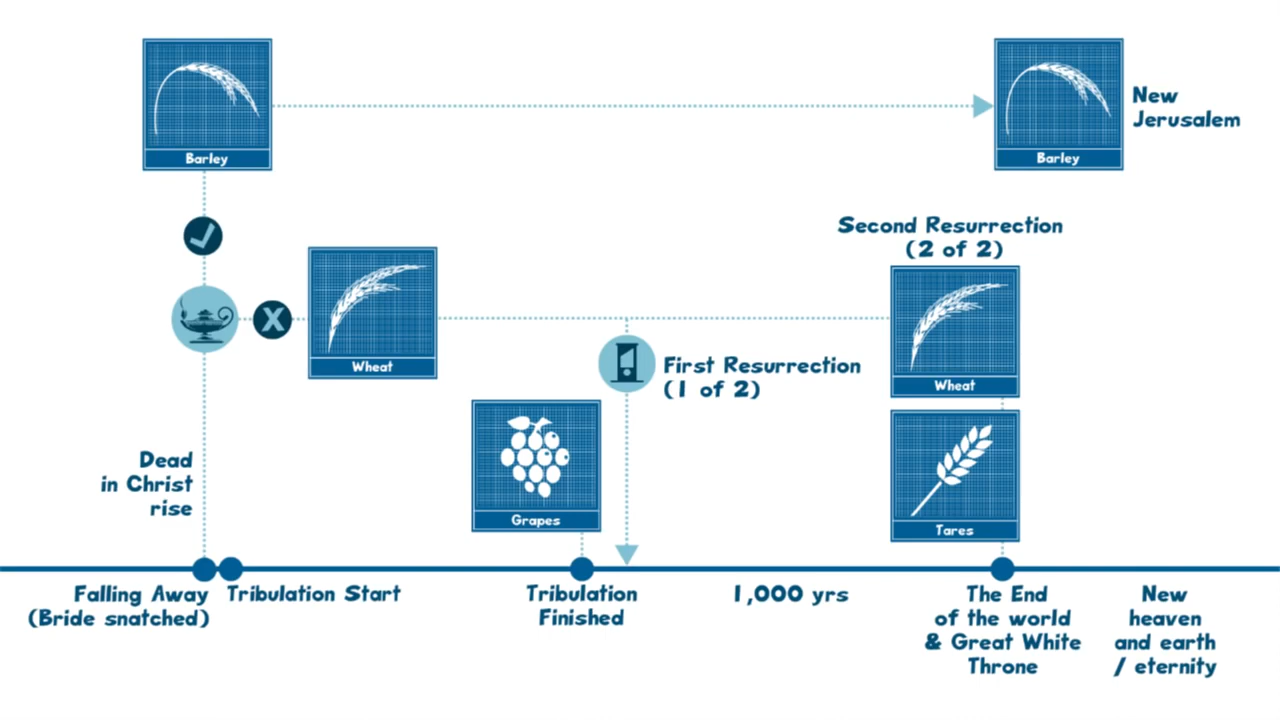 Barley
Barley
New
Jerusalem
Second Resurrection
(2 of 2)
X
Wheat
First Resurrection
(1 of 2)
Wheat
Grapes
Dead
in Christ
rise
Tares
Falling Away
(Bride snatched)
Tribulation Start
Tribulation
Finished
1,000 yrs
The End
of the world
& Great White
Throne
New
heaven
and earth
/ eternity